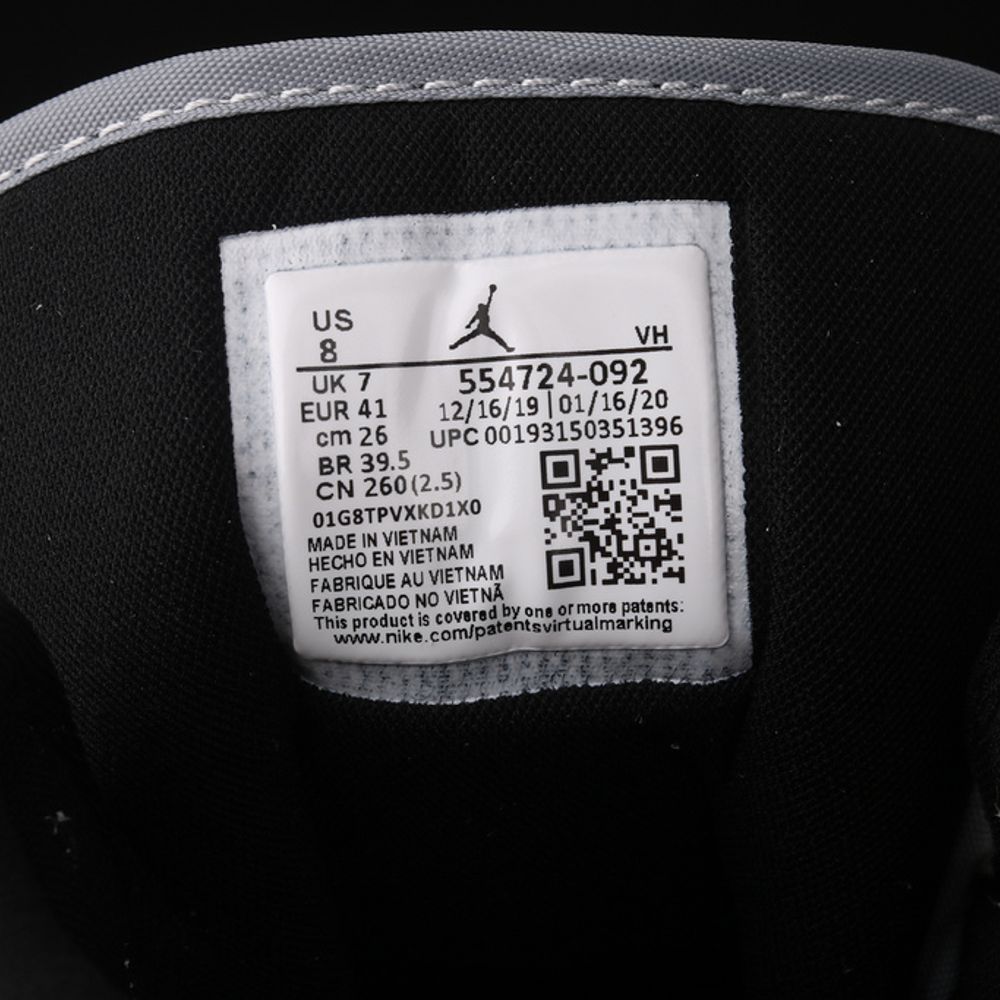 US
8
VH
UK 7
554724-092
EUR 41
12/16/19 | 01/16/20
cm 26
UPC 00193150351396
BR 39.5
CN 260(2.5)
01G8TPVXKD1X0
MADE IN VIETNAM
HECHO EN VIETNAM
FABRIQUE AU VIETNAM
FABRICADO NO VIETNÃ
This product is covered by one or more patents:
www.nike.com/patentsvirtualmarking